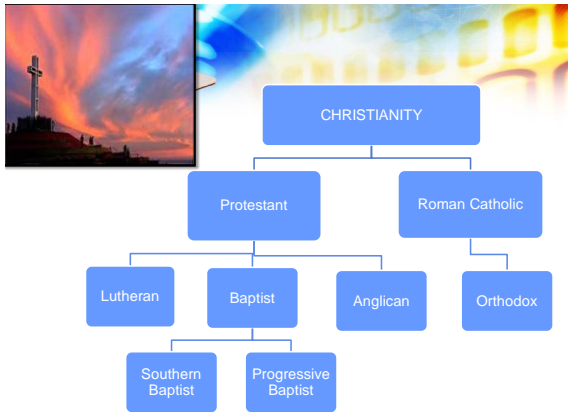 CHRISTIANITY
Protestant
Roman Catholic
Lutheran
Baptist
Anglican
Orthodox
Southern
Baptist
Progressive
Baptist